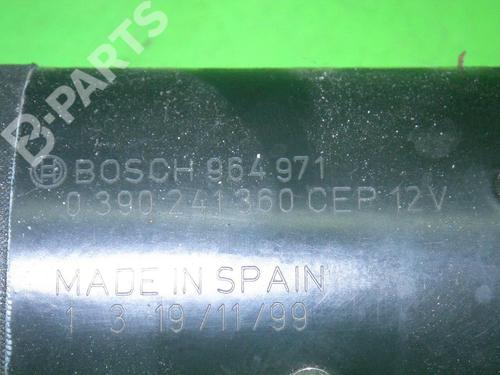 B-PARTS
BOSCH 964 971
0 390 241 360 CEP 12V
MADE IN SPAIN
1 3 19/11/99